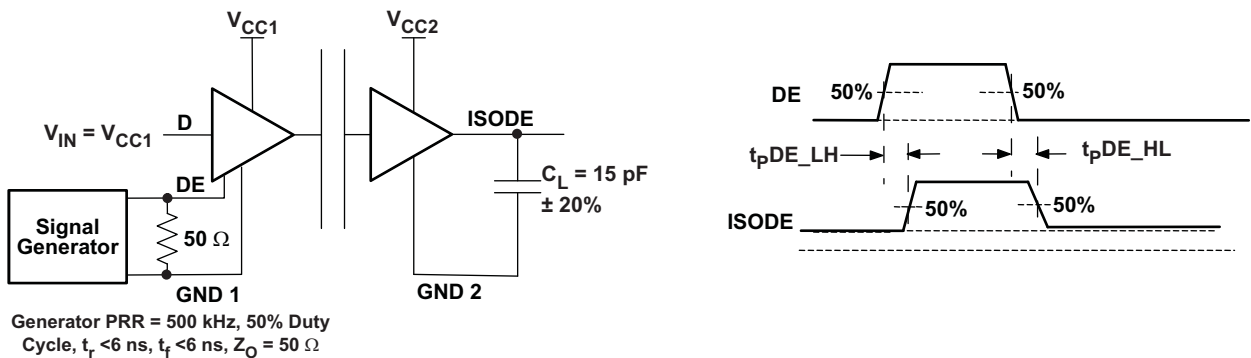 V_CC1
V_CC2
V_IN = V_CC1
D
DE
Signal
Generator
50 Ω
GND 1
ISODE
C_L = 15 pF
± 20%
GND 2
Generator PRR = 500 kHz, 50% Duty
Cycle, t_r <6 ns, t_f <6 ns, Z_O = 50 Ω
DE
50%
50%
t_PDE_LH
t_PDE_HL
ISODE
50%
50%